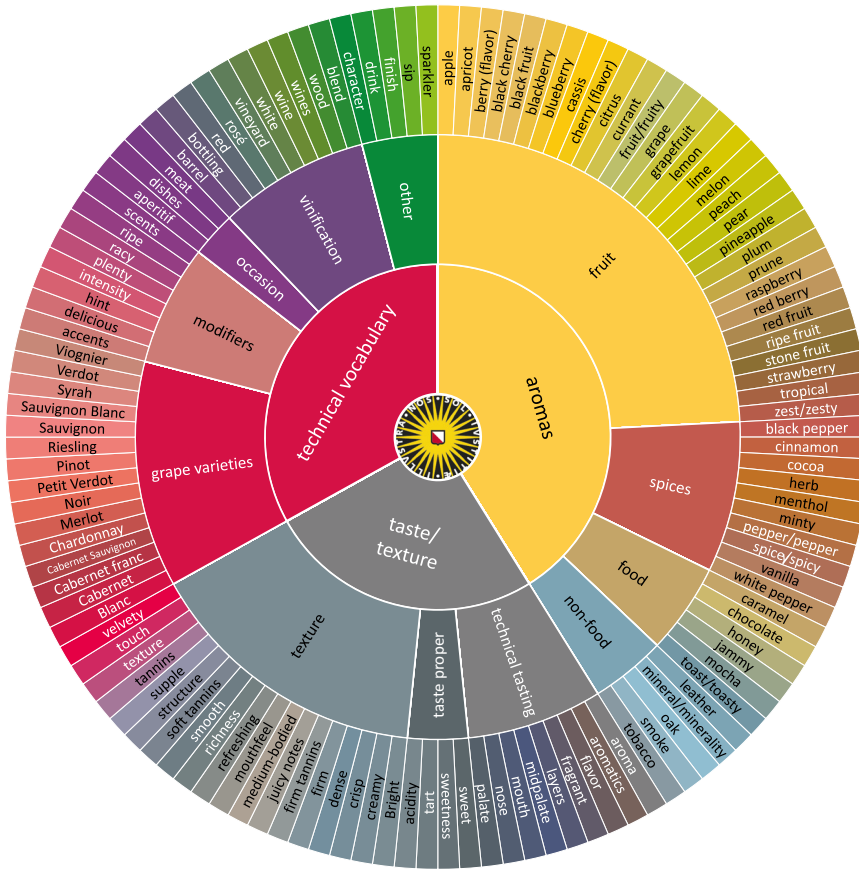 aromas
taste/
texture
technical vocabulary
fruit
spices
food
non-food
technical tasting
taste proper
texture
grape varieties
modifiers
occasion
vinification
other
apple
apricot
berry (flavor)
black cherry
black fruit
blackberry
blueberry
cassis
cherry (flavor)
citrus
currant
fruit/fruity
grape
grapefruit
lemon
lime
melon
peach
pear
pineapple
plum
prune
raspberry
red berry
red fruit
ripe fruit
stone fruit
strawberry
tropical
zest/zesty
black pepper
cinnamon
cocoa
herb
menthol
minty
pepper/pepper
spice/spicy
vanilla
white pepper
caramel
chocolate
honey
jammy
mocha
toast/toasty
leather
mineral/minerality
oak
smoke
tobacco
aroma
aromatics
flavor
fragrant
layers
midpalate
mouth
nose
palate
sweet
sweetness
tart
acidity
Bright
creamy
crisp
dense
firm
firm tannins
juicy notes
medium-bodied
mouthfeel
refreshing
richness
smooth
soft tannins
structure
supple
tannins
texture
touch
velvety
Blanc
Cabernet
Cabernet franc
Cabernet Sauvignon
Chardonnay
Merlot
Noir
Petit Verdot
Pinot
Riesling
Sauvignon
Sauvignon Blanc
Syrah
Verdot
Viognier
accents
delicious
hint
intensity
plenty
racy
ripe
scents
aperitif
dishes
meat
barrel
bottling
red
rosé
vineyard
white
wine
wines
wood
blend
character
drink
finish
sip
sparkler